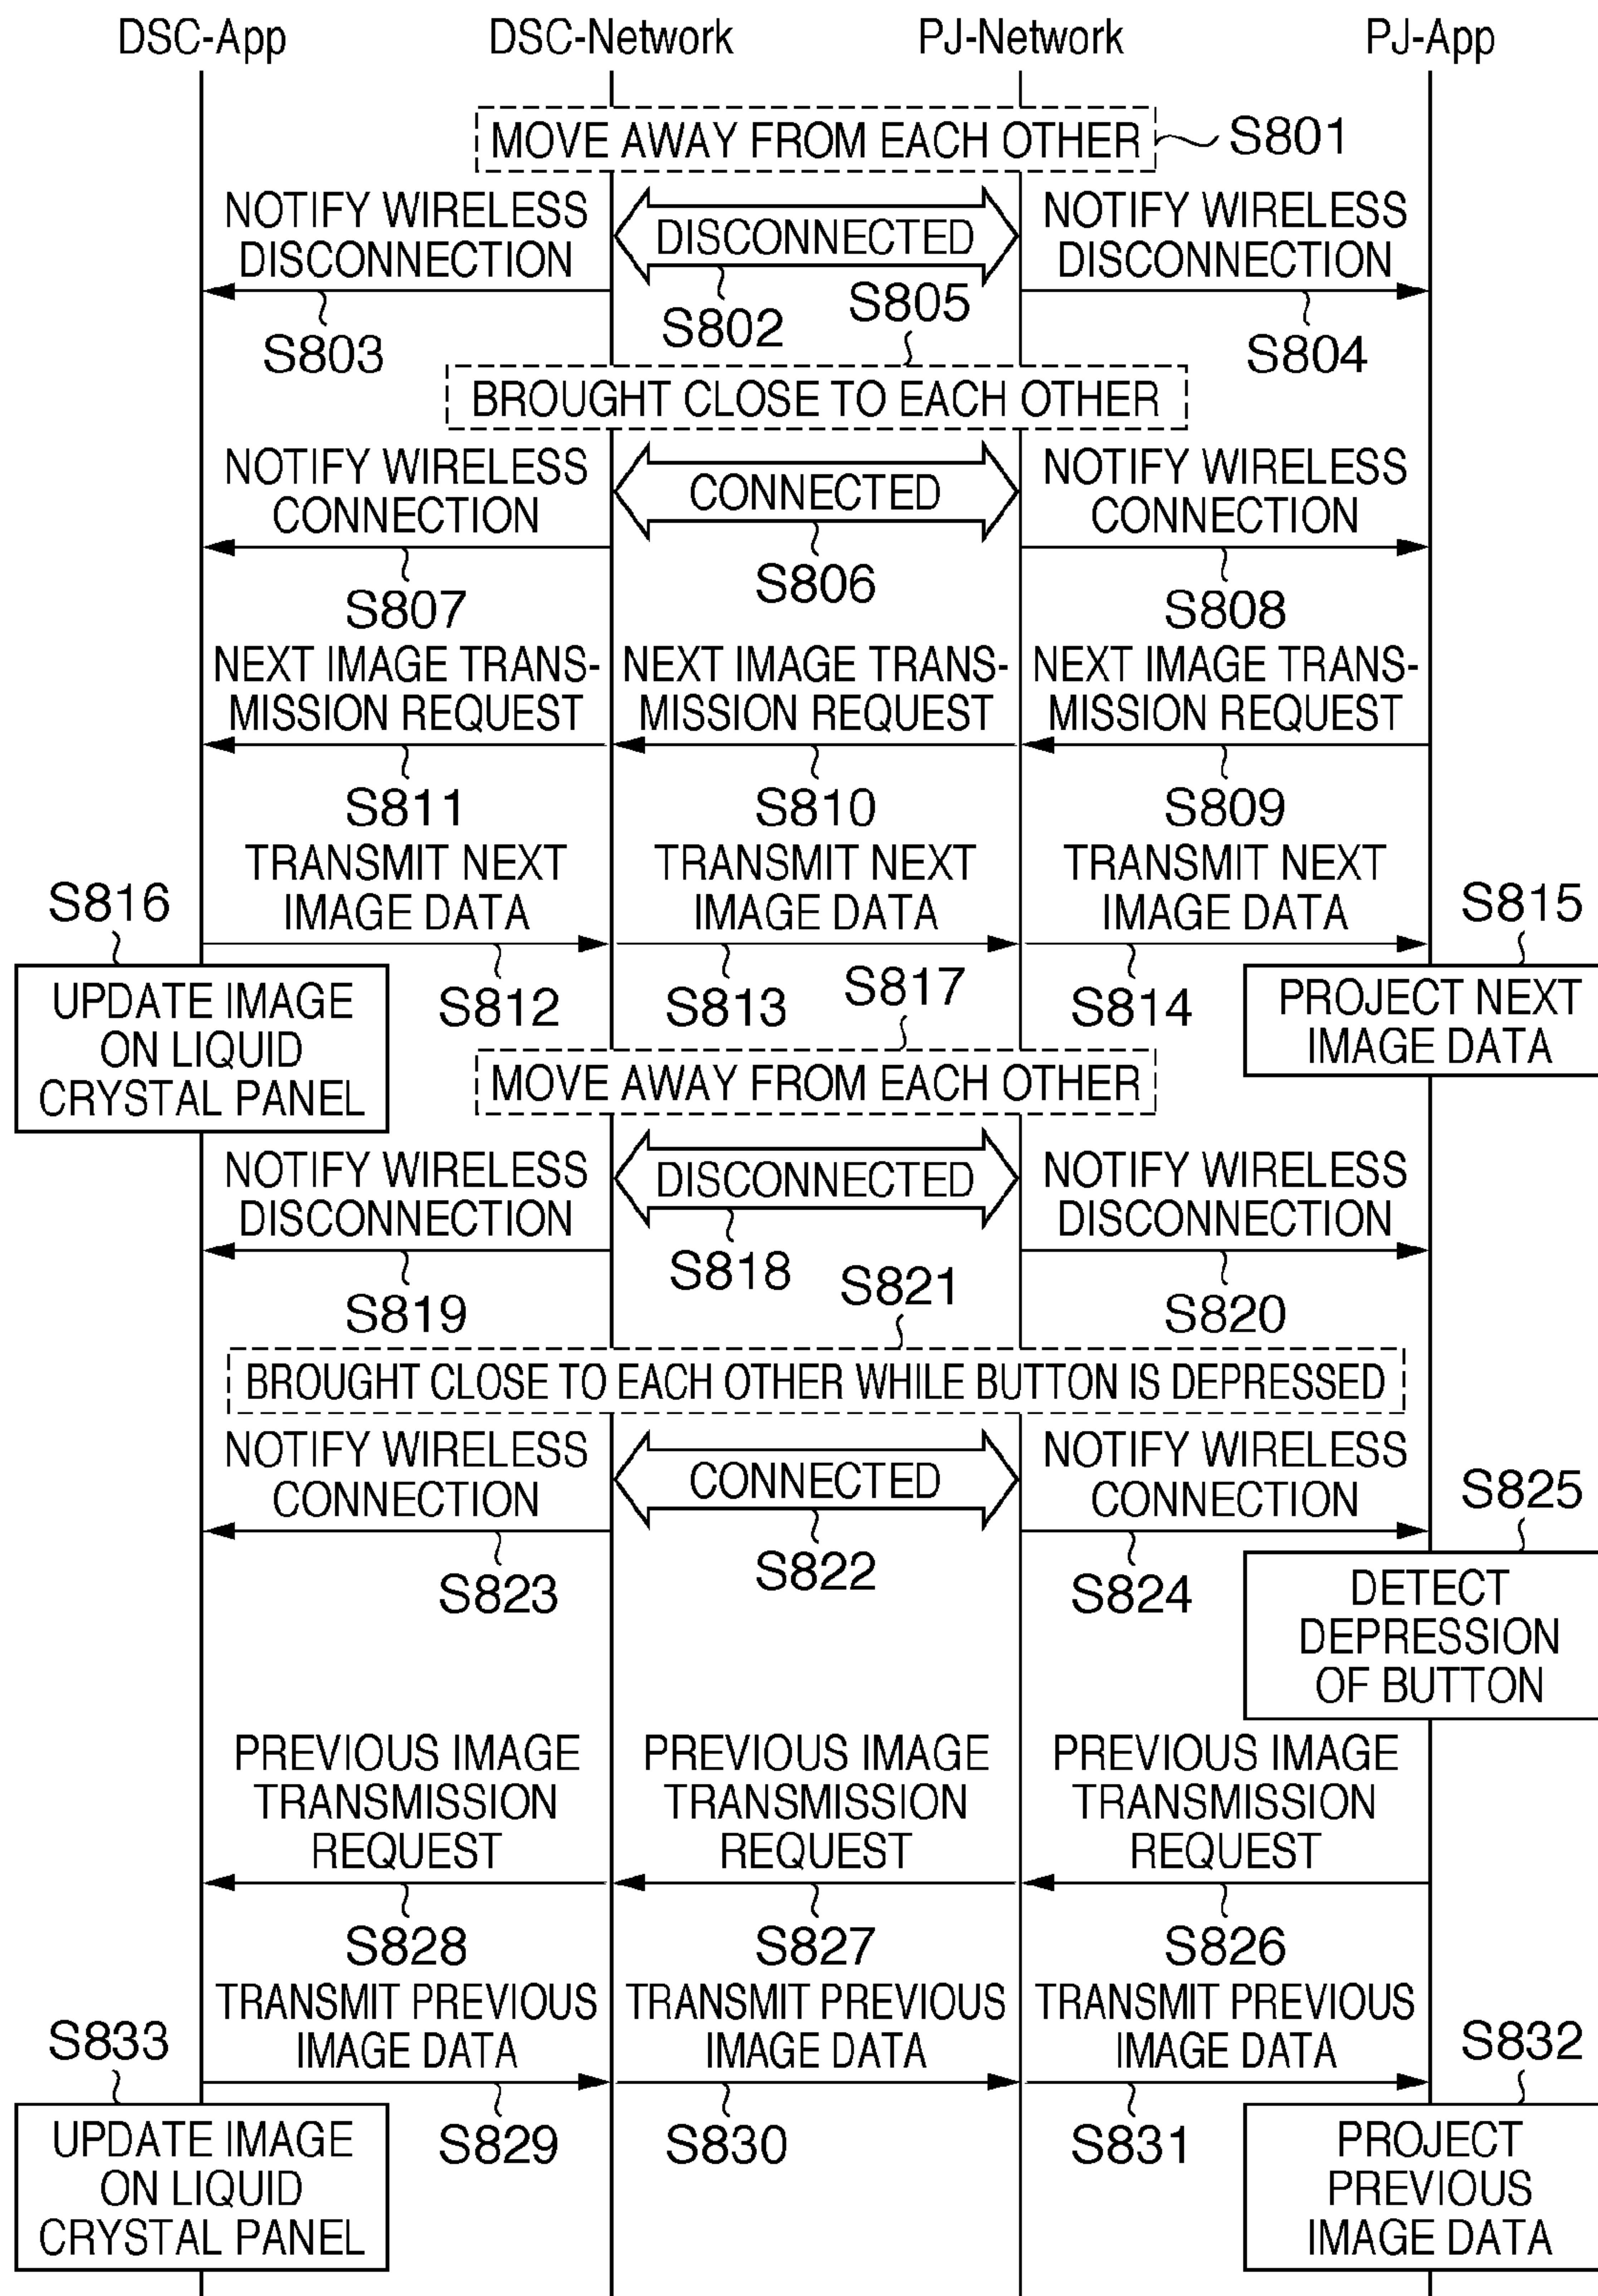 DSC-App
DSC-Network
PJ-Network
PJ-App
MOVE AWAY FROM EACH OTHER
S801
NOTIFY WIRELESS
DISCONNECTION
DISCONNECTED
NOTIFY WIRELESS
DISCONNECTION
S803
S802
S805
S804
BROUGHT CLOSE TO EACH OTHER
NOTIFY WIRELESS
CONNECTION
CONNECTED
NOTIFY WIRELESS
CONNECTION
S807
S806
S808
NEXT IMAGE TRANS-
MISSION REQUEST
NEXT IMAGE TRANS-
MISSION REQUEST
NEXT IMAGE TRANS-
MISSION REQUEST
S811
S810
S809
TRANSMIT NEXT
IMAGE DATA
TRANSMIT NEXT
IMAGE DATA
TRANSMIT NEXT
IMAGE DATA
S816
S815
UPDATE IMAGE
ON LIQUID
CRYSTAL PANEL
S812
S813
S817
S814
PROJECT NEXT
IMAGE DATA
MOVE AWAY FROM EACH OTHER
NOTIFY WIRELESS
DISCONNECTION
DISCONNECTED
NOTIFY WIRELESS
DISCONNECTION
S819
S818
S821
S820
BROUGHT CLOSE TO EACH OTHER WHILE BUTTON IS DEPRESSED
NOTIFY WIRELESS
CONNECTION
CONNECTED
NOTIFY WIRELESS
CONNECTION
S825
S823
S822
S824
DETECT
DEPRESSION
OF BUTTON
PREVIOUS IMAGE
TRANSMISSION
REQUEST
PREVIOUS IMAGE
TRANSMISSION
REQUEST
PREVIOUS IMAGE
TRANSMISSION
REQUEST
S828
S827
S826
TRANSMIT PREVIOUS
IMAGE DATA
TRANSMIT PREVIOUS
IMAGE DATA
TRANSMIT PREVIOUS
IMAGE DATA
S833
S832
UPDATE IMAGE
ON LIQUID
CRYSTAL PANEL
S829
S830
S831
PROJECT
PREVIOUS
IMAGE DATA